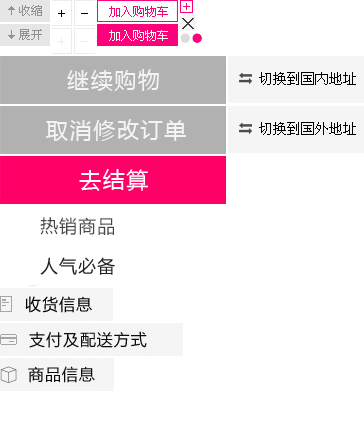 收缩 + − 加入购物车
展开 + − 加入购物车
继续购物
切换到国内地址
取消修改订单
切换到国外地址
去结算
热销商品
人气必备
收货信息
支付及配送方式
商品信息